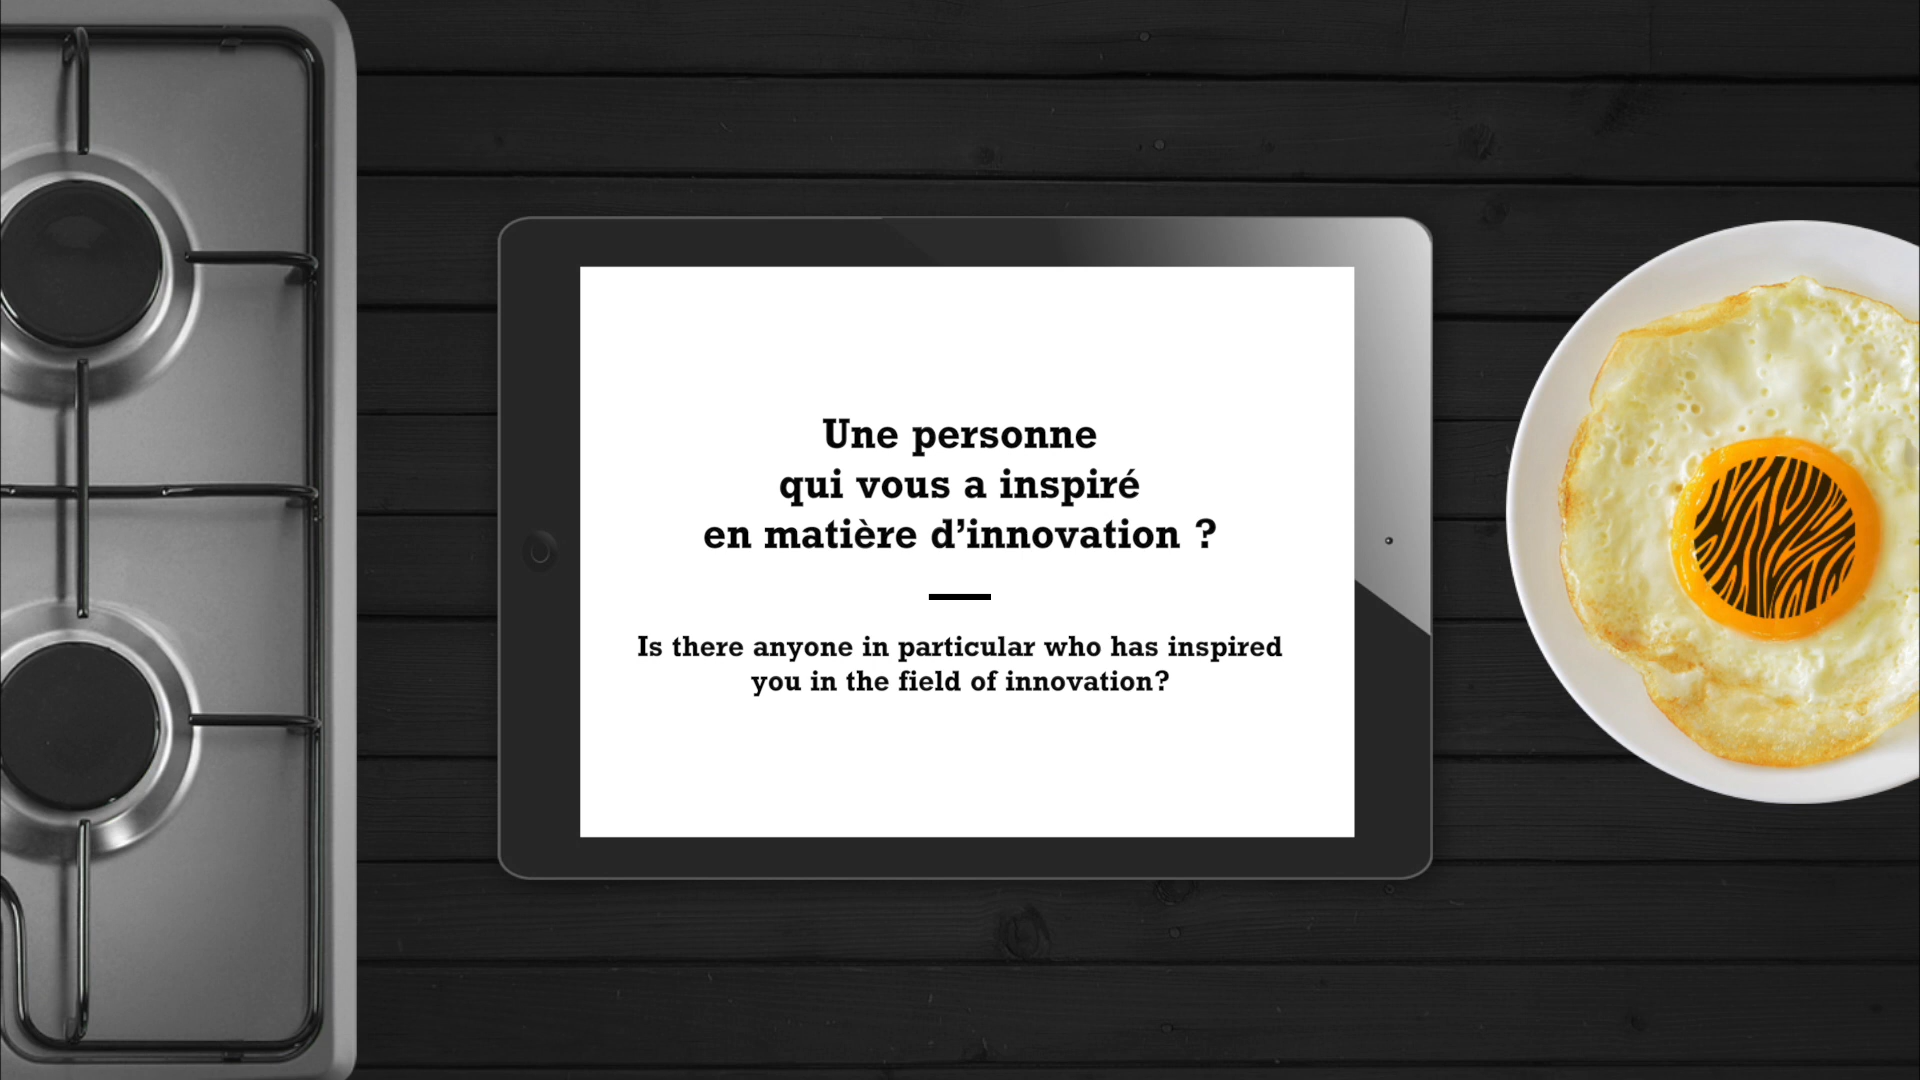 Une personne
qui vous a inspiré
en matière d’innovation ?
Is there anyone in particular who has inspired
you in the field of innovation?